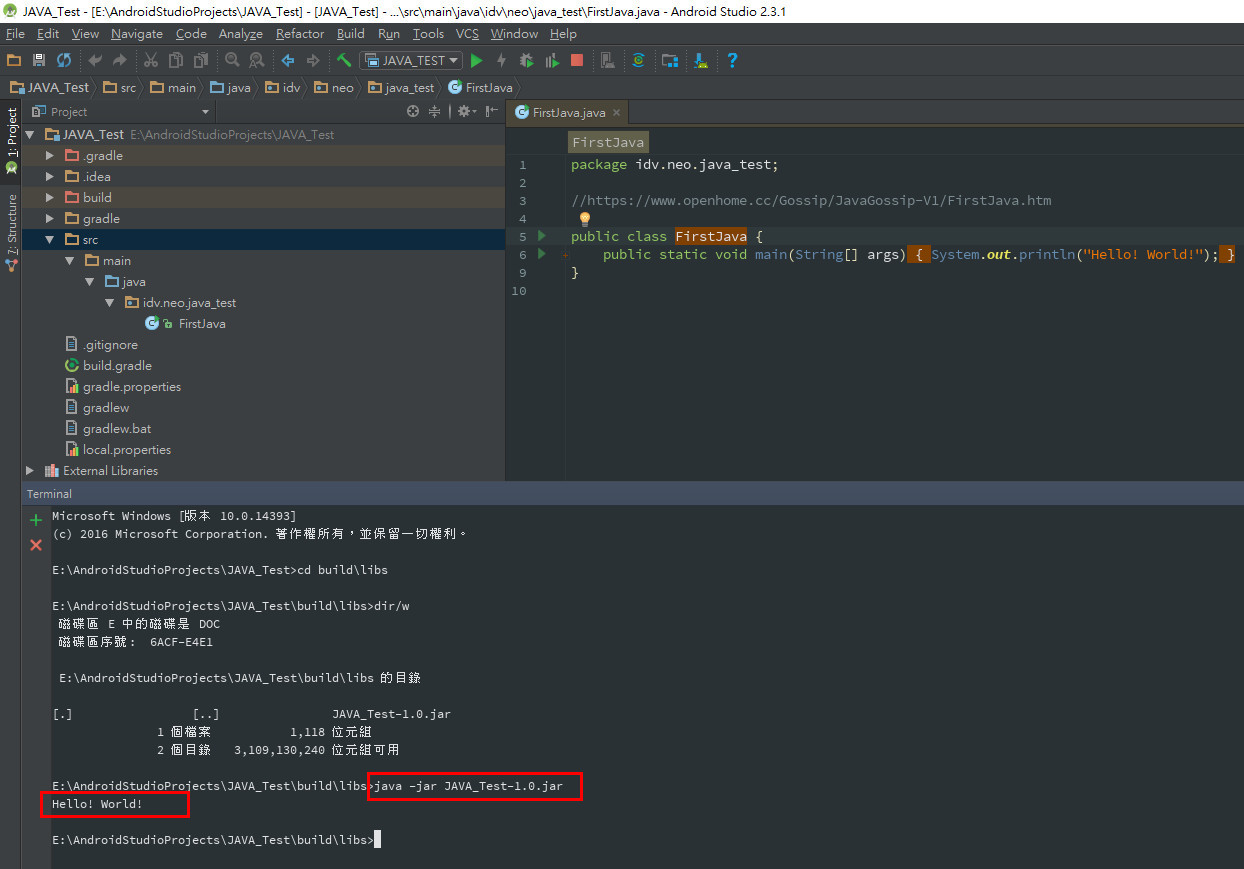 JAVA_Test - [E:\AndroidStudioProjects\JAVA_Test] - [JAVA_Test] - ...\src\main\java\idv\neo\java_test\FirstJava.java - Android Studio 2.3.1
File Edit View Navigate Code Analyze Refactor Build Run Tools VCS Window Help
JAVA_TEST
JAVA_Test src main java idv neo java_test FirstJava
1: Project
7: Structure
Project
JAVA_Test E:\AndroidStudioProjects\JAVA_Test
.gradle
.idea
build
gradle
src
main
java
idv.neo.java_test
FirstJava
.gitignore
build.gradle
gradle.properties
gradlew
gradlew.bat
local.properties
External Libraries
FirstJava.java
FirstJava
1 package idv.neo.java_test;
2
3 //https://www.openhome.cc/Gossip/JavaGossip-V1/FirstJava.htm
4
5 public class FirstJava {
6 public static void main(String[] args) { System.out.println("Hello! World!"); }
9 }
10
Terminal
Microsoft Windows [版本 10.0.14393]
(c) 2016 Microsoft Corporation. 著作權所有，並保留一切權利。
E:\AndroidStudioProjects\JAVA_Test>cd build\libs
E:\AndroidStudioProjects\JAVA_Test\build\libs>dir/w
磁碟區 E 中的磁碟是 DOC
磁碟區序號： 6ACF-E4E1
E:\AndroidStudioProjects\JAVA_Test\build\libs 的目錄
[.] [..] JAVA_Test-1.0.jar
1 個檔案 1,118 位元組
2 個目錄 3,109,130,240 位元組可用
E:\AndroidStudioProjects\JAVA_Test\build\libs>java -jar JAVA_Test-1.0.jar
Hello! World!
E:\AndroidStudioProjects\JAVA_Test\build\libs>